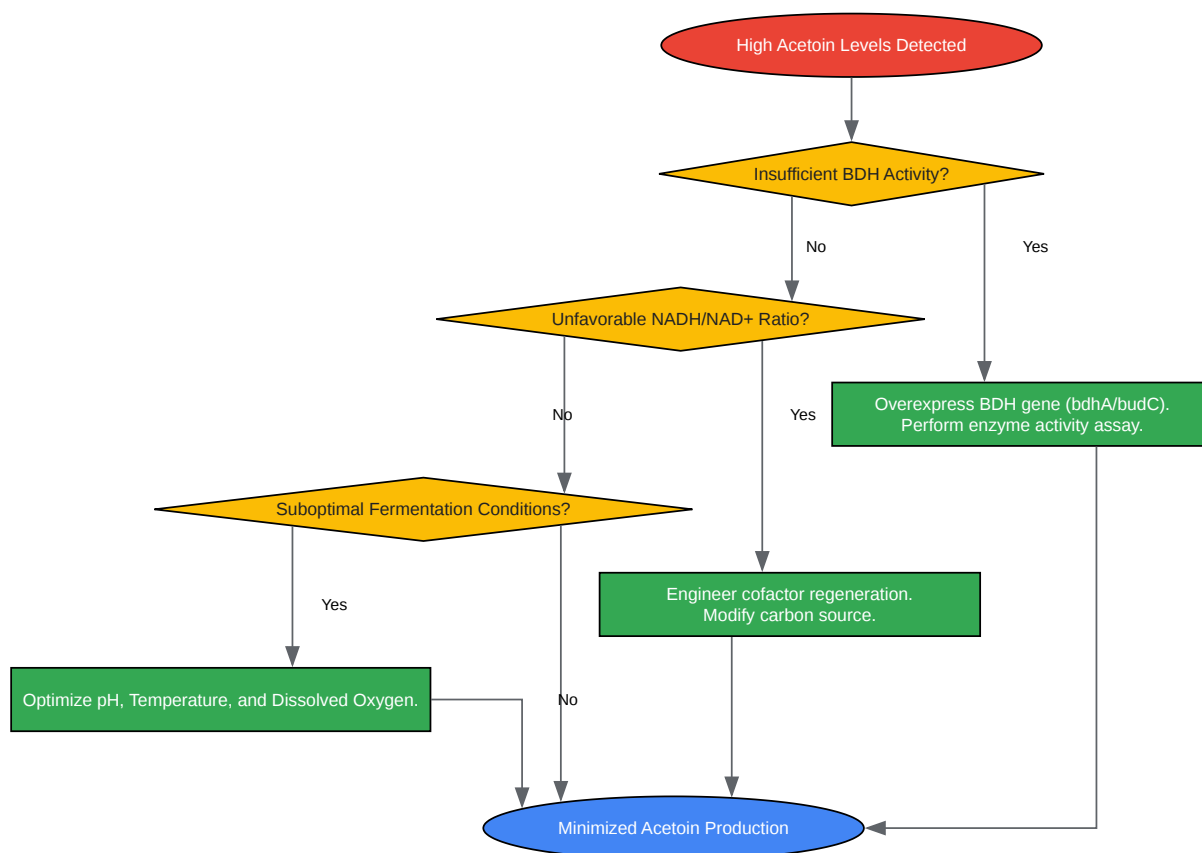 High Acetoin Levels Detected
Insufficient BDH Activity?
No
Yes
Unfavorable NADH/NAD+ Ratio?
Overexpress BDH gene (bdhA/budC).
Perform enzyme activity assay.
No
Yes
Suboptimal Fermentation Conditions?
Engineer cofactor regeneration.
Modify carbon source.
Yes
Optimize pH, Temperature, and Dissolved Oxygen.
No
Minimized Acetoin Production